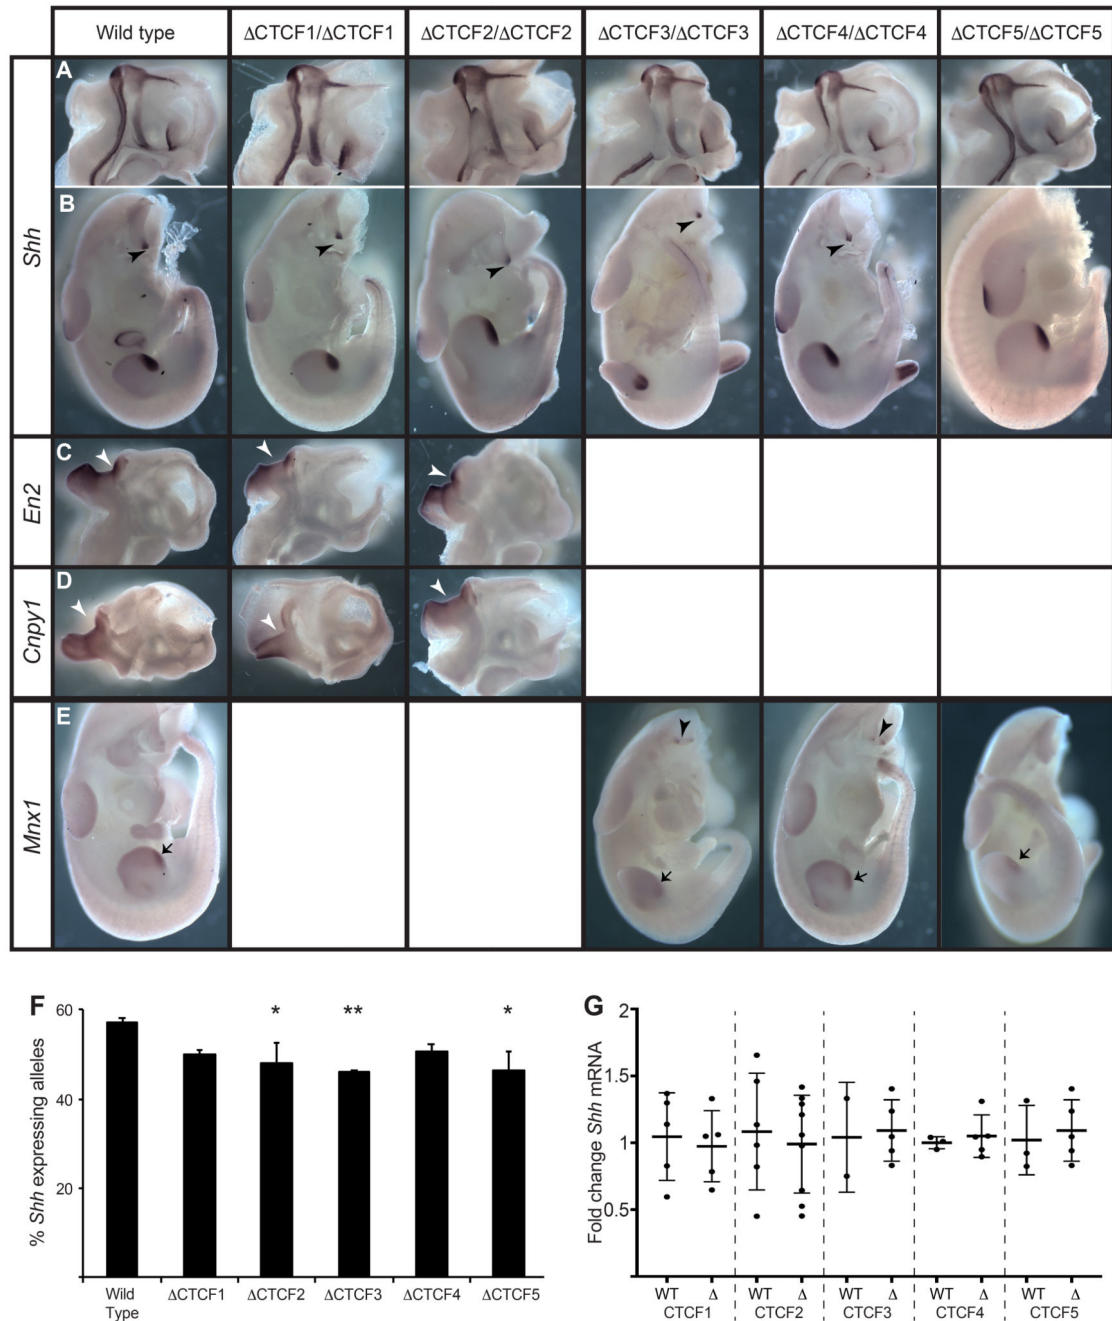 Wild type ΔCTCF1/ΔCTCF1 ΔCTCF2/ΔCTCF2 ΔCTCF3/ΔCTCF3 ΔCTCF4/ΔCTCF4 ΔCTCF5/ΔCTCF5
Shh
A
B
En2
C
Cnpy1
D
Mnx1
E
F
% Shh expressing alleles
60
40
20
* ** *
Wild Type ΔCTCF1 ΔCTCF2 ΔCTCF3 ΔCTCF4 ΔCTCF5
G
Fold change Shh mRNA
2
1.5
1
0.5
WT Δ WT Δ WT Δ WT Δ WT Δ
CTCF1 CTCF2 CTCF3 CTCF4 CTCF5